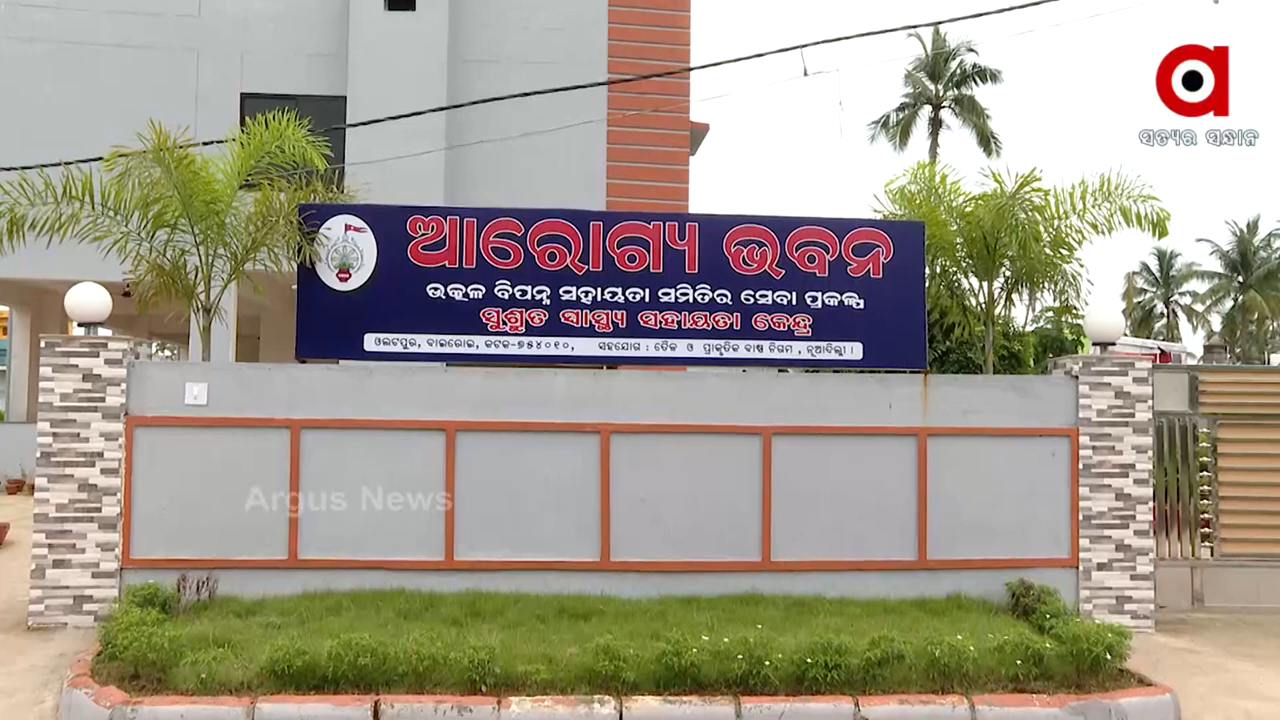 ସତ୍ୟର ସନ୍ଧାନ
ଆରୋଗ୍ୟ ଭବନ
ଉତ୍କଳ ବିପନ୍ନ ସହାୟତା ସମିତିର ସେବା ପ୍ରକଳ୍ପ
ସୁଶ୍ରୁତ ସ୍ୱାସ୍ଥ୍ୟ ସହାୟତା କେନ୍ଦ୍ର
ଓଲଟପୁର, ବାଇରୋଇ, କଟକ-୭୫୪୦୧୦, ସହଯୋଗ : ତୈଳ ଓ ପ୍ରାକୃତିକ ବାଷ୍ପ ନିଗମ, ନୂଆଦିଲ୍ଲୀ ।
Argus News